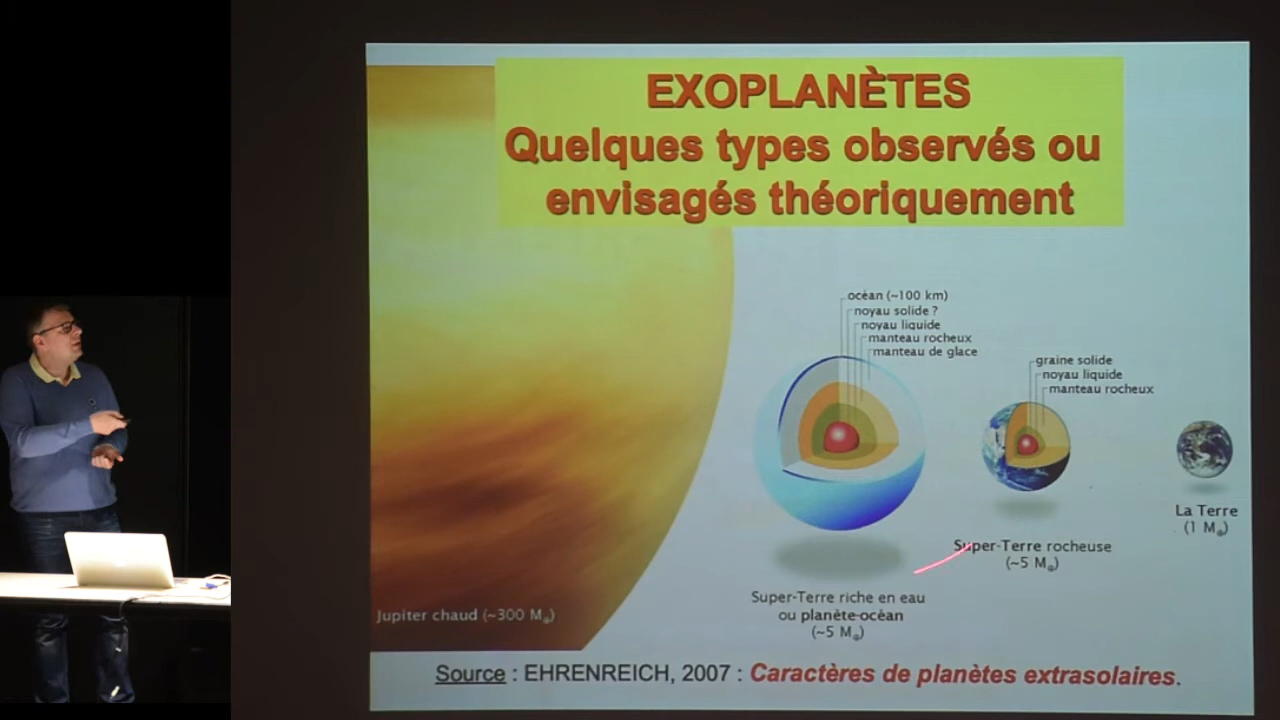 EXOPLANÈTES
Quelques types observés ou
envisagés théoriquement
océan (~100 km)
noyau solide ?
noyau liquide
manteau rocheux
manteau de glace
graine solide
noyau liquide
manteau rocheux
La Terre
(1 M⊕)
Super-Terre rocheuse
(~5 M⊕)
Super-Terre riche en eau
ou planète-océan
(~5 M⊕)
Jupiter chaud (~300 M⊕)
Source : EHRENREICH, 2007 : Caractères de planètes extrasolaires.